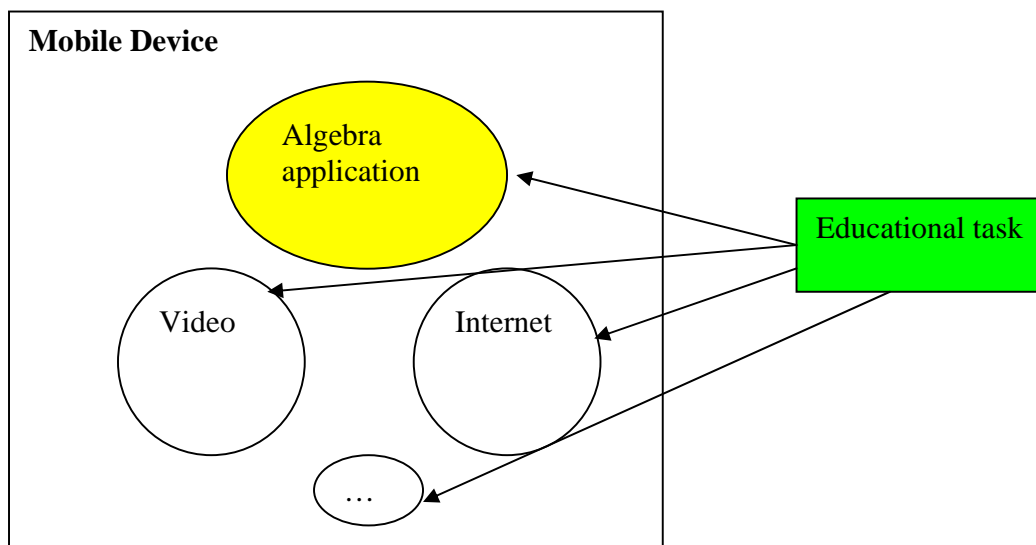 Mobile Device
Algebra
application
Educational task
Video
Internet
…